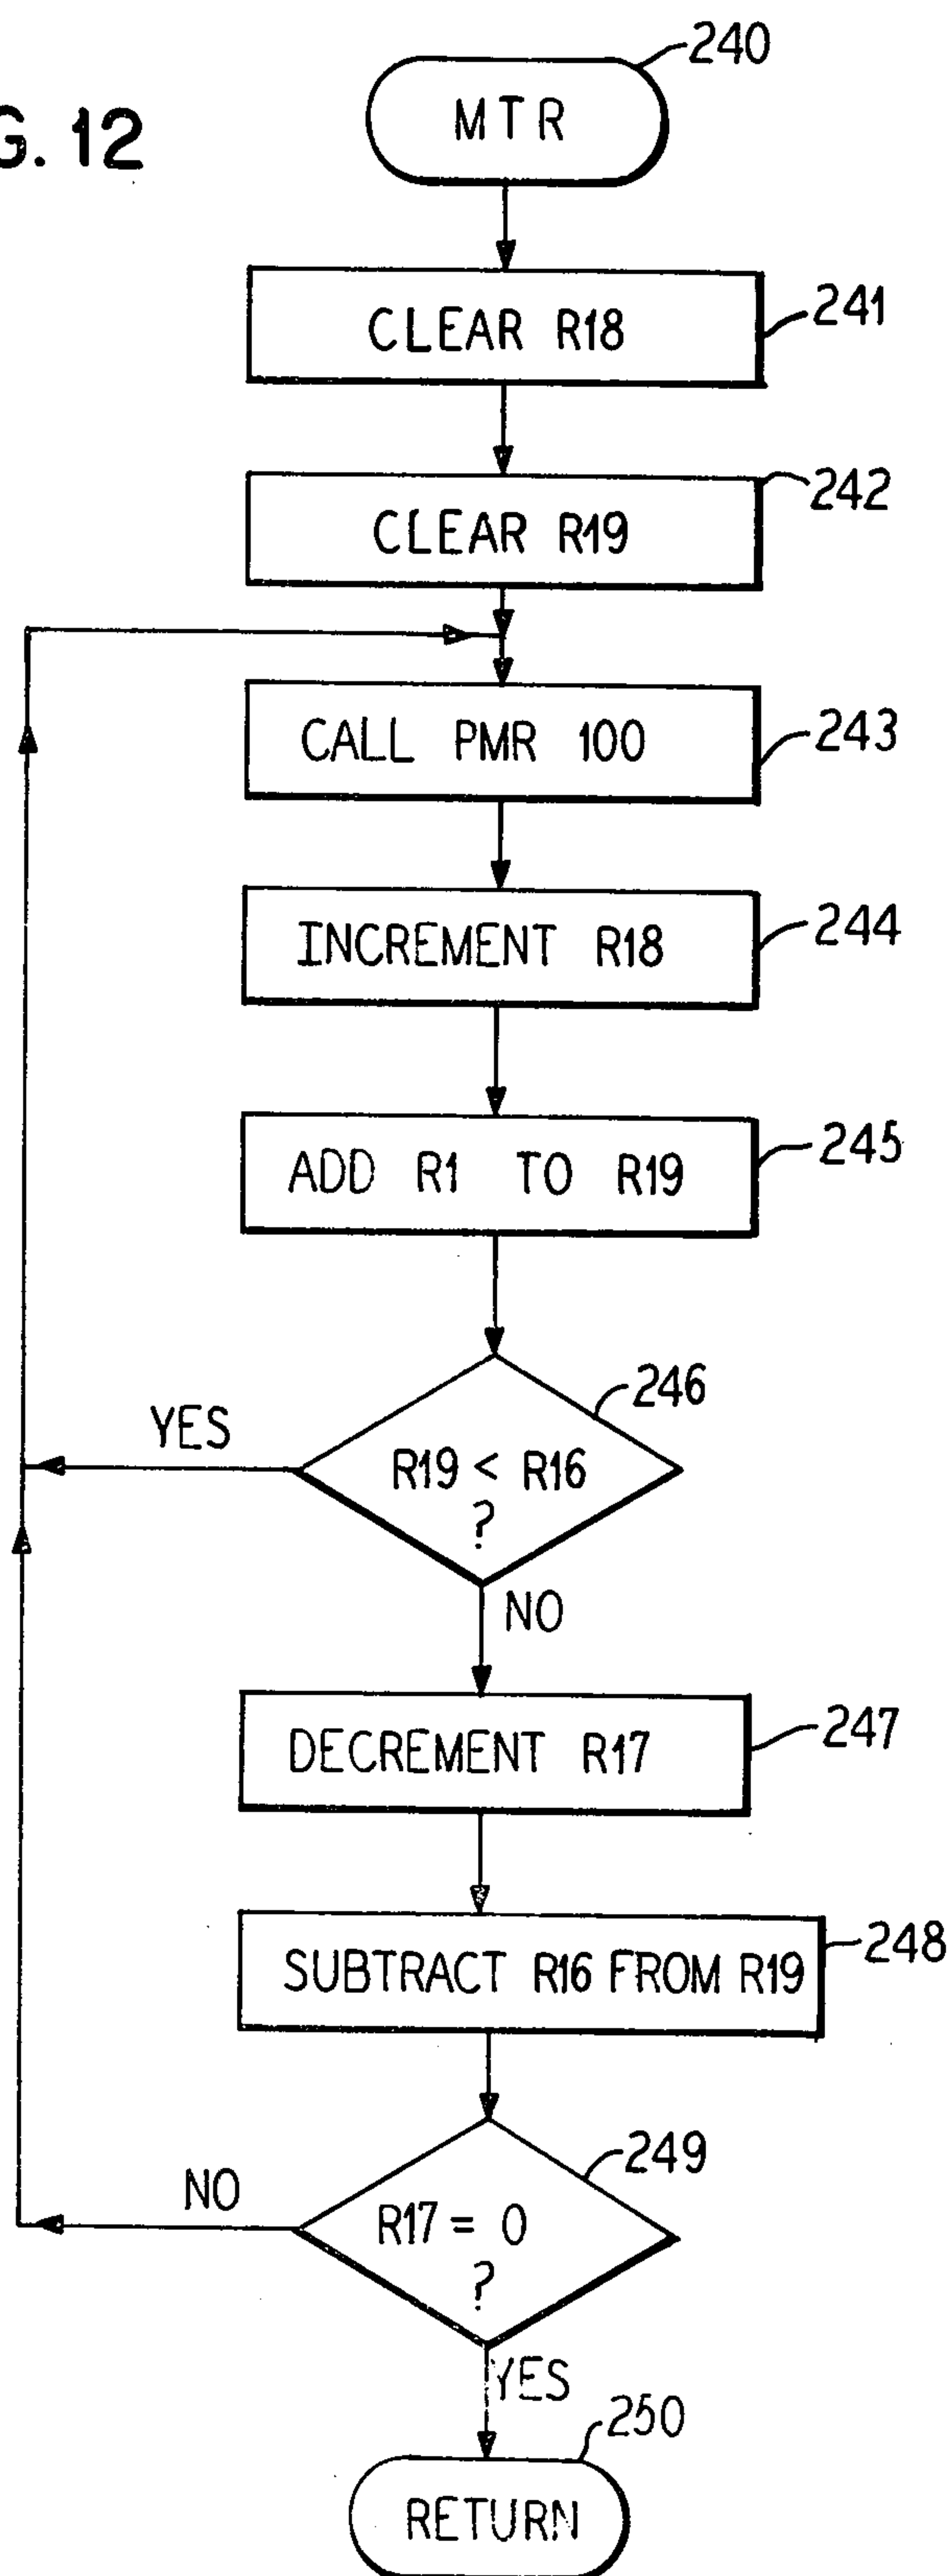 240
MTR
G. 12
241
CLEAR R18
242
CLEAR R19
243
CALL PMR 100
244
INCREMENT R18
245
ADD R1 TO R19
246
YES
R19 < R16
?
NO
247
DECREMENT R17
248
SUBTRACT R16 FROM R19
249
NO
R17 = 0
?
YES
250
RETURN